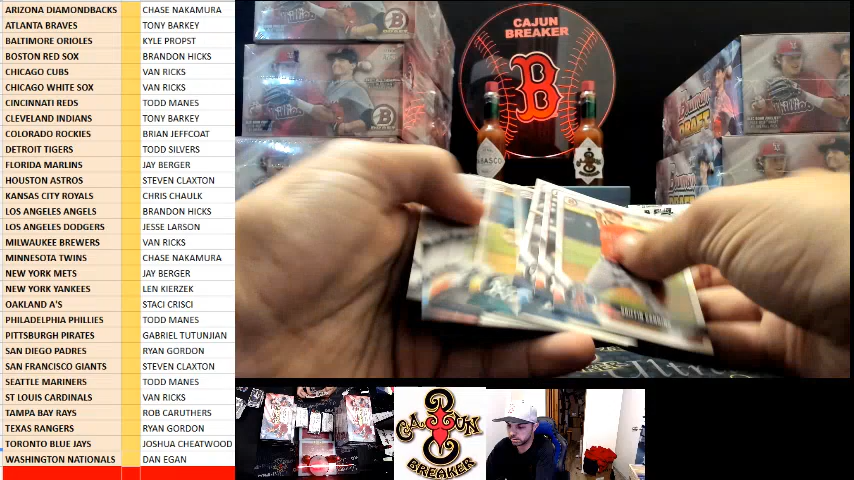 ARIZONA DIAMONDBACKS CHASE NAKAMURA
ATLANTA BRAVES TONY BARKEY
BALTIMORE ORIOLES KYLE PROPST
BOSTON RED SOX BRANDON HICKS
CHICAGO CUBS VAN RICKS
CHICAGO WHITE SOX VAN RICKS
CINCINNATI REDS TODD MANES
CLEVELAND INDIANS TONY BARKEY
COLORADO ROCKIES BRIAN JEFFCOAT
DETROIT TIGERS TODD SILVERS
FLORIDA MARLINS JAY BERGER
HOUSTON ASTROS STEVEN CLAXTON
KANSAS CITY ROYALS CHRIS CHAULK
LOS ANGELES ANGELS BRANDON HICKS
LOS ANGELES DODGERS JESSE LARSON
MILWAUKEE BREWERS VAN RICKS
MINNESOTA TWINS CHASE NAKAMURA
NEW YORK METS JAY BERGER
NEW YORK YANKEES LEN KIERZEK
OAKLAND A'S STACI CRISCI
PHILADELPHIA PHILLIES TODD MANES
PITTSBURGH PIRATES GABRIEL TUTUNJIAN
SAN DIEGO PADRES RYAN GORDON
SAN FRANCISCO GIANTS STEVEN CLAXTON
SEATTLE MARINERS TODD MANES
ST LOUIS CARDINALS VAN RICKS
TAMPA BAY RAYS ROB CARUTHERS
TEXAS RANGERS RYAN GORDON
TORONTO BLUE JAYS JOSHUA CHEATWOOD
WASHINGTON NATIONALS DAN EGAN
CAJUN
BREAKER
B
Phillies
Bowman
DRAFT
CAJUN
BREAKER